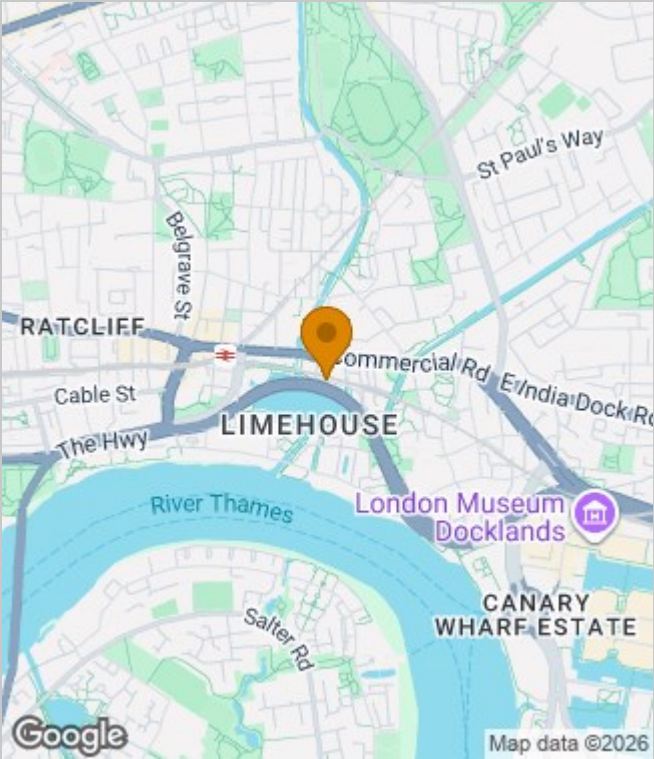 St Paul's Way
Belgrave St
RATCLIFF
Commercial Rd
E India Dock Rd
Cable St
LIMEHOUSE
The Hwy
River Thames
London Museum
Docklands
CANARY
WHARF ESTATE
Salter Rd
Google
Map data ©2026